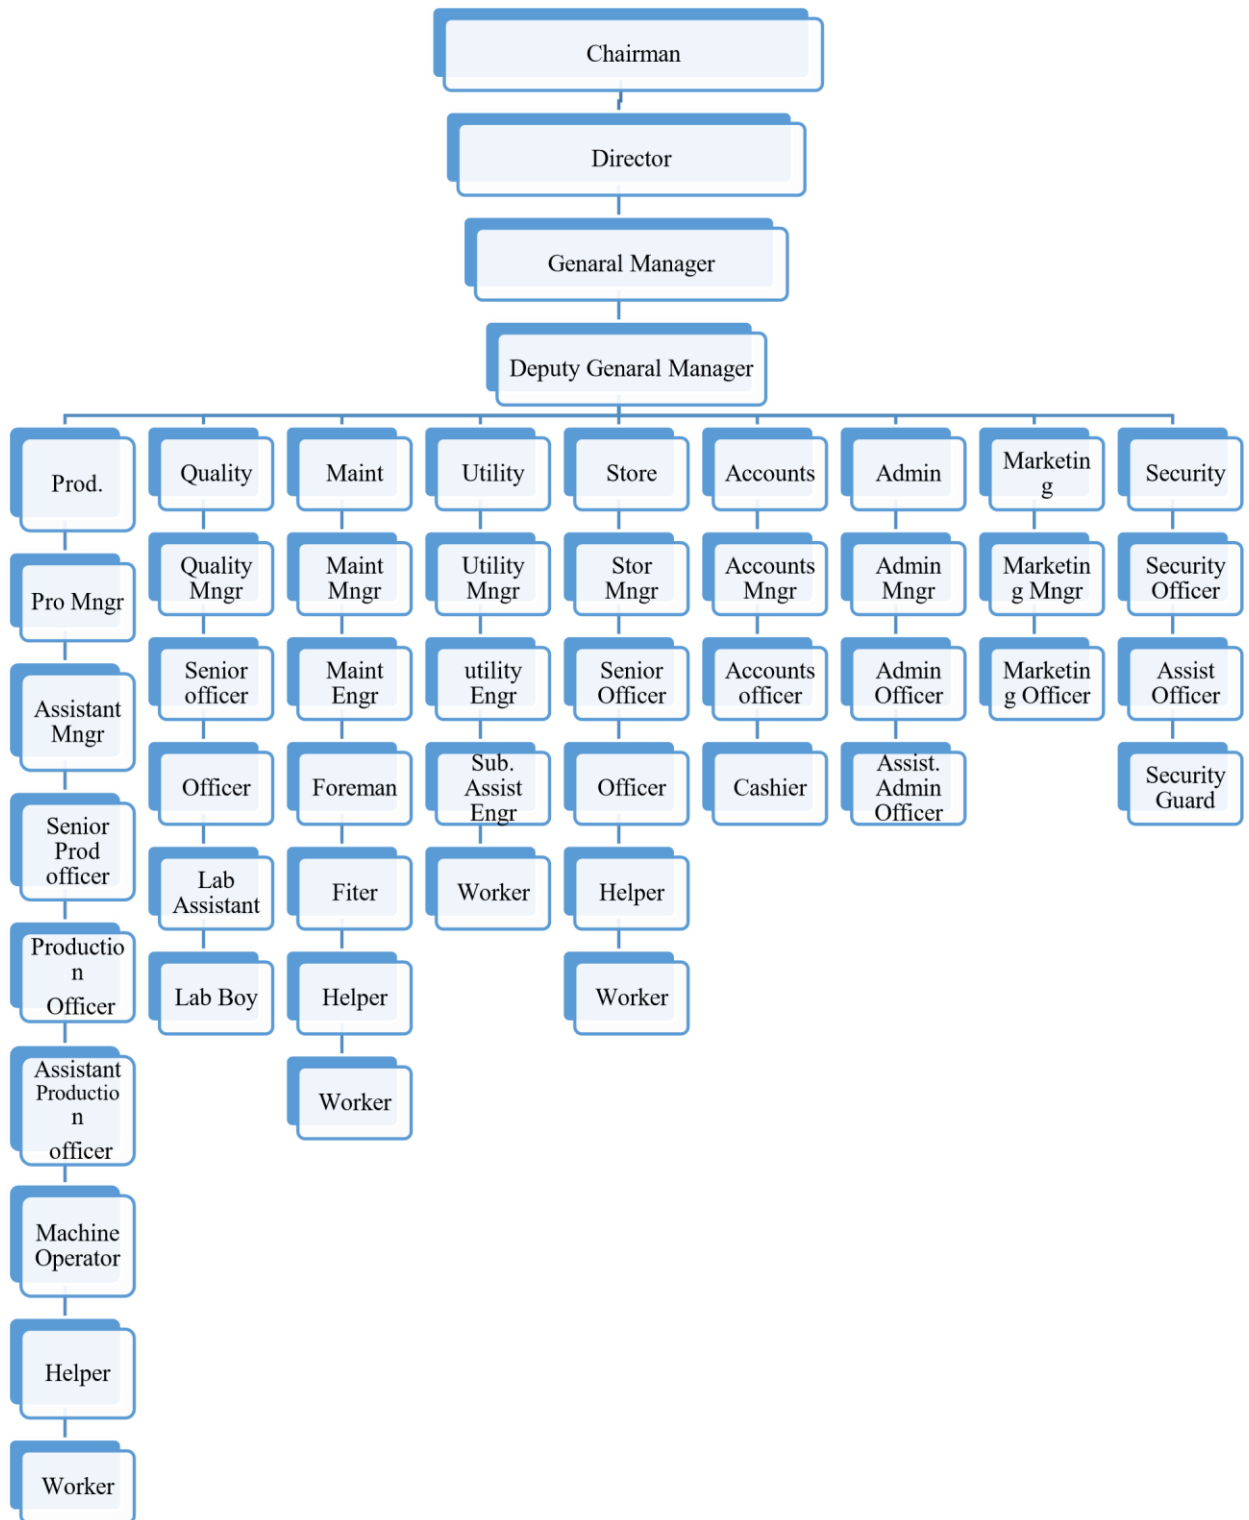 Chairman
Director
Genaral Manager
Deputy Genaral Manager
Prod.
Quality
Maint
Utility
Store
Accounts
Admin
Marketin
g
Security
Pro Mngr
Quality
Mngr
Maint
Mngr
Utility
Mngr
Stor
Mngr
Accounts
Mngr
Admin
Mngr
Marketin
g Mngr
Security
Officer
Assistant
Mngr
Senior
officer
Maint
Engr
utility
Engr
Senior
Officer
Accounts
officer
Admin
Officer
Marketin
g Officer
Assist
Officer
Senior
Prod
officer
Officer
Foreman
Sub.
Assist
Engr
Officer
Cashier
Assist.
Admin
Officer
Security
Guard
Productio
n
Officer
Lab
Assistant
Fiter
Worker
Helper
Assistant
Productio
n
officer
Lab Boy
Helper
Worker
Machine
Operator
Worker
Helper
Worker